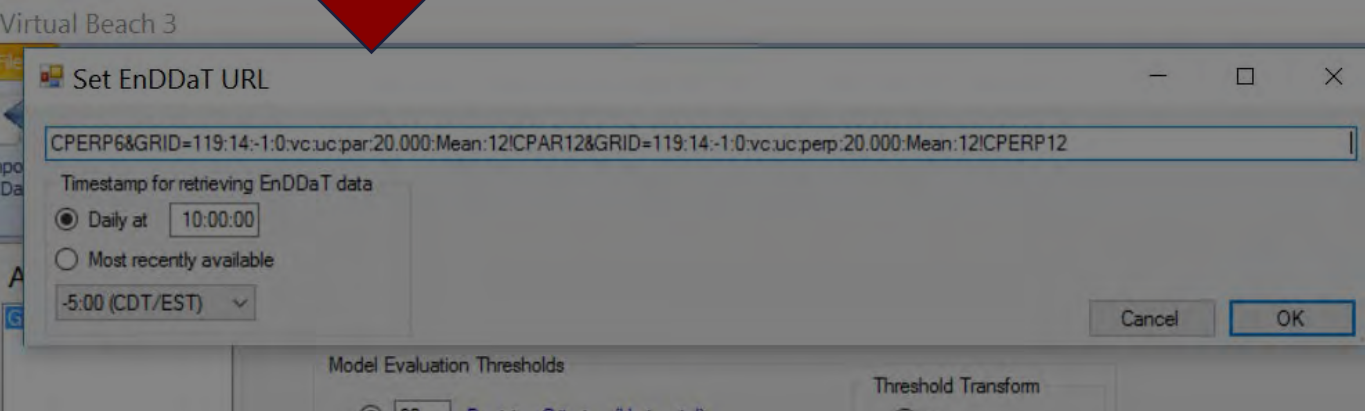 Virtual Beach 3
File
Set EnDDaT URL
CPERP6&GRID=119:14:-1:0:vc:uc:par:20.000:Mean:12!CPAR12&GRID=119:14:-1:0:vc:uc:perp:20.000:Mean:12!CPERP12
Timestamp for retrieving EnDDaT data
Daily at 10:00:00
Most recently available
-5:00 (CDT/EST)
Cancel OK
Model Evaluation Thresholds
Threshold Transform